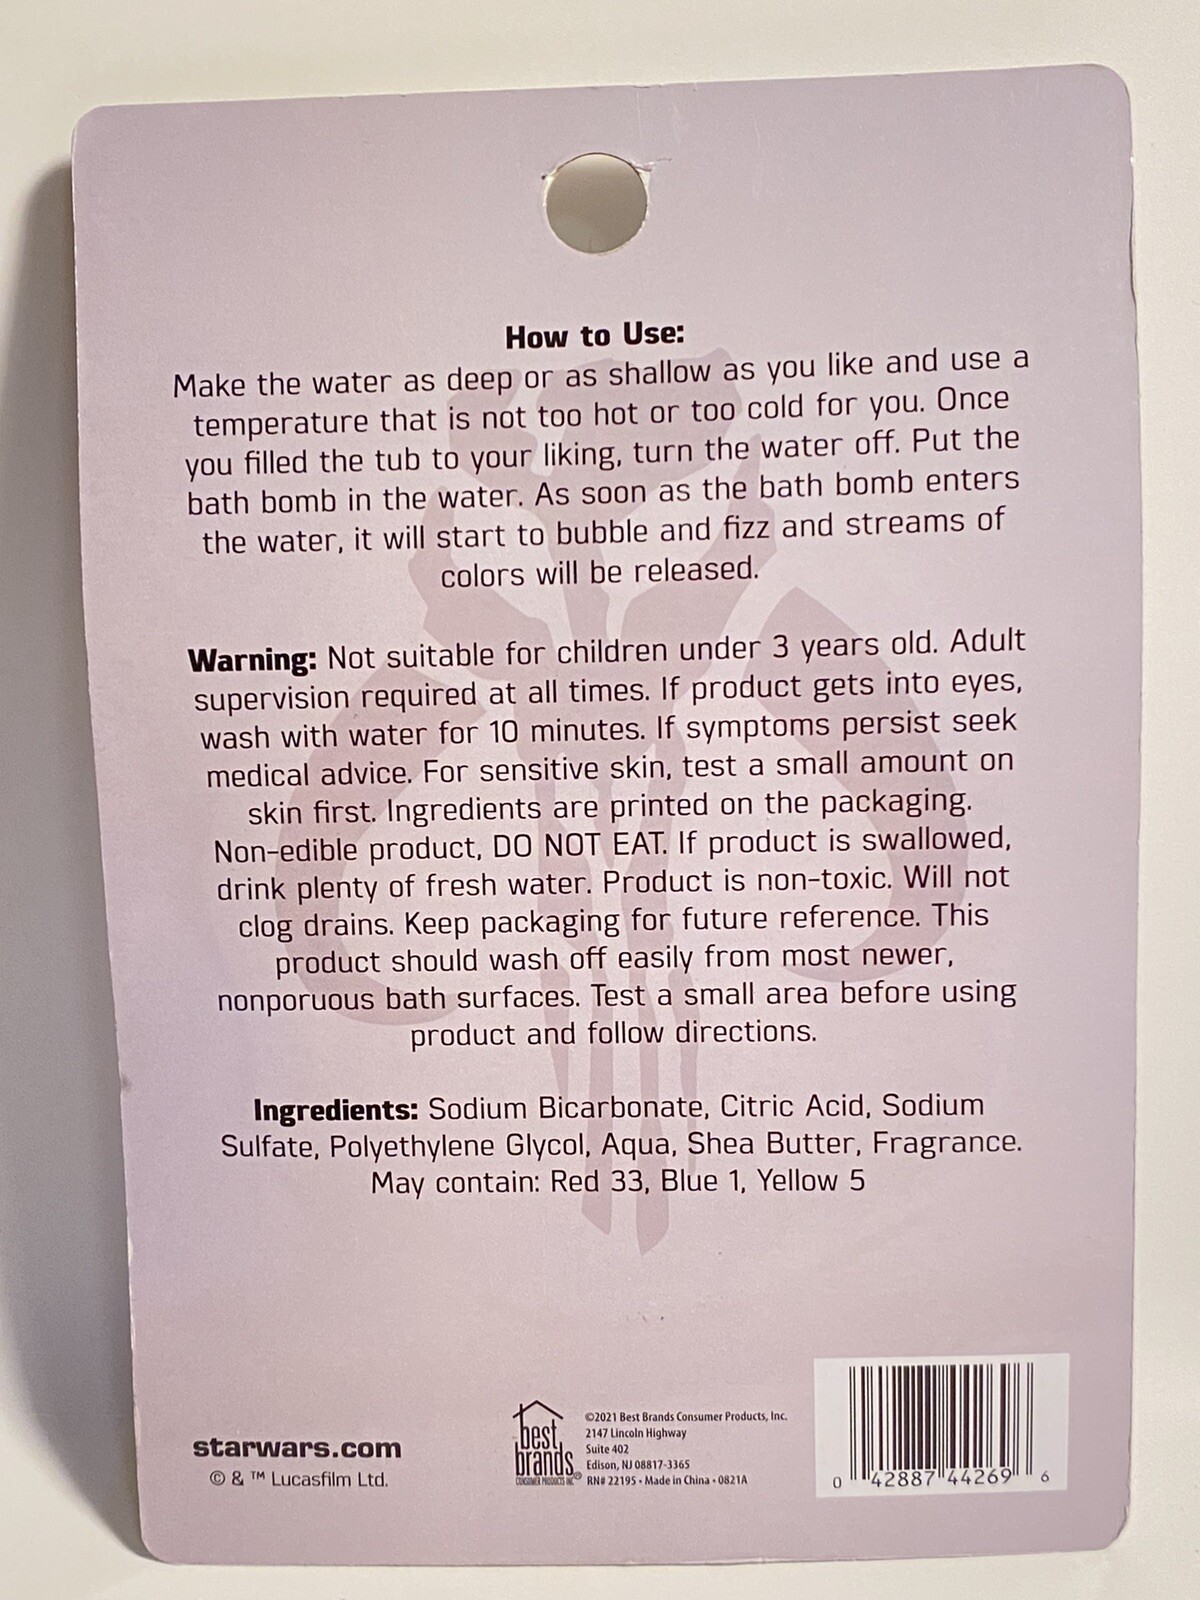 How to Use:
Make the water as deep or as shallow as you like and use a
temperature that is not too hot or too cold for you. Once
you filled the tub to your liking, turn the water off. Put the
bath bomb in the water. As soon as the bath bomb enters
the water, it will start to bubble and fizz and streams of
colors will be released.
Warning: Not suitable for children under 3 years old. Adult
supervision required at all times. If product gets into eyes,
wash with water for 10 minutes. If symptoms persist seek
medical advice. For sensitive skin, test a small amount on
skin first. Ingredients are printed on the packaging.
Non-edible product, DO NOT EAT. If product is swallowed,
drink plenty of fresh water. Product is non-toxic. Will not
clog drains. Keep packaging for future reference. This
product should wash off easily from most newer,
nonporuous bath surfaces. Test a small area before using
product and follow directions.
Ingredients: Sodium Bicarbonate, Citric Acid, Sodium
Sulfate, Polyethylene Glycol, Aqua, Shea Butter, Fragrance.
May contain: Red 33, Blue 1, Yellow 5
starwars.com
© & ™ Lucasfilm Ltd.
best
brands
CONSUMER PRODUCTS INC®
©2021 Best Brands Consumer Products, Inc.
2147 Lincoln Highway
Suite 402
Edison, NJ 08817-3365
RN# 22195 • Made in China • 0821A
0 42887 44269 6